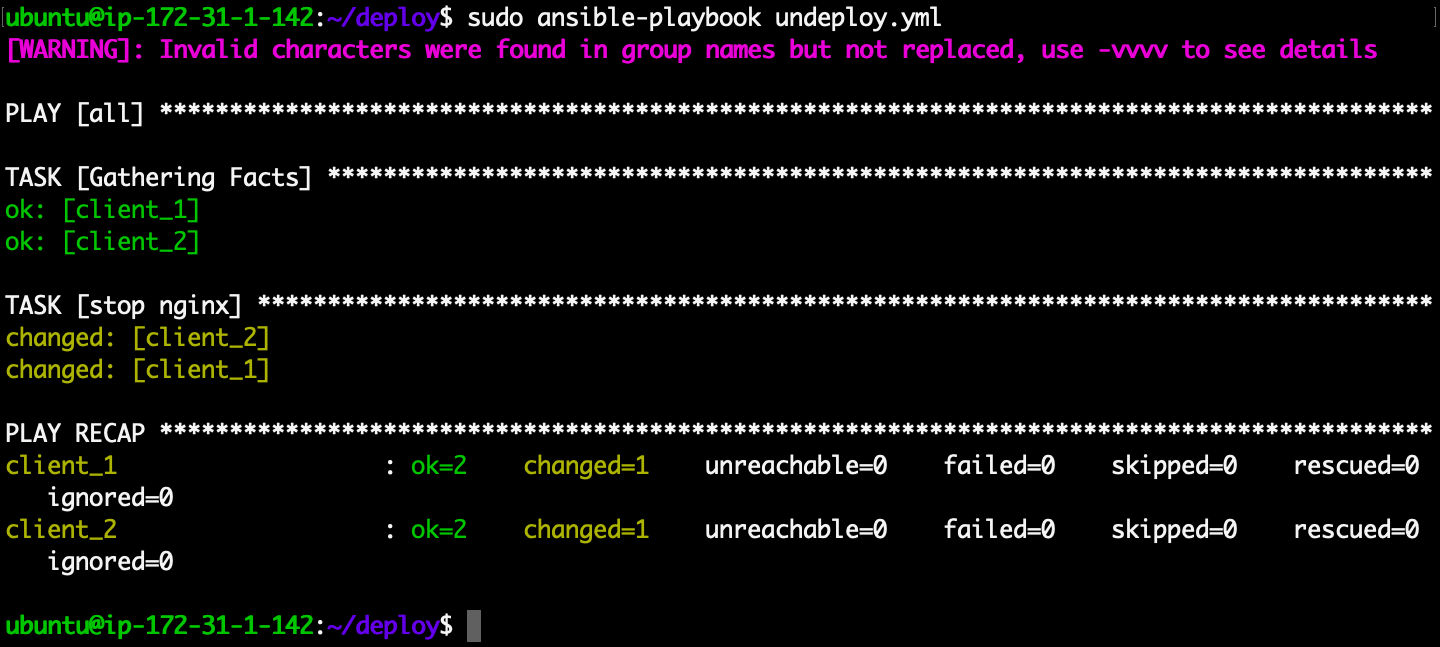 ubuntu@ip-172-31-1-142:~/deploy$ sudo ansible-playbook undeploy.yml
[WARNING]: Invalid characters were found in group names but not replaced, use -vvvv to see details
PLAY [all] *******************************************************************************************
TASK [Gathering Facts] *******************************************************************************
ok: [client_1]
ok: [client_2]
TASK [stop nginx] ************************************************************************************
changed: [client_2]
changed: [client_1]
PLAY RECAP *******************************************************************************************
client_1                   : ok=2    changed=1    unreachable=0    failed=0    skipped=0    rescued=0
   ignored=0
client_2                   : ok=2    changed=1    unreachable=0    failed=0    skipped=0    rescued=0
   ignored=0
ubuntu@ip-172-31-1-142:~/deploy$